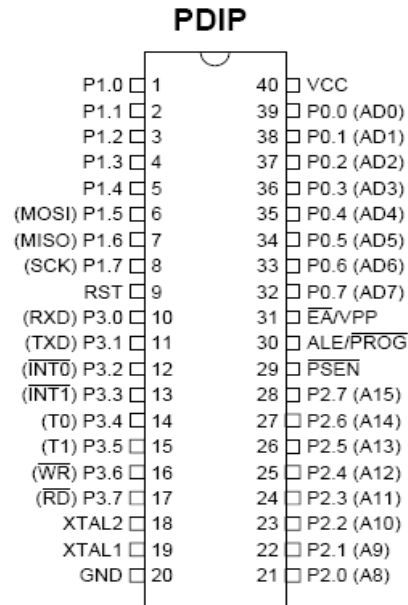 PDIP
P1.0 1 40 VCC
P1.1 2 39 P0.0 (AD0)
P1.2 3 38 P0.1 (AD1)
P1.3 4 37 P0.2 (AD2)
P1.4 5 36 P0.3 (AD3)
(MOSI) P1.5 6 35 P0.4 (AD4)
(MISO) P1.6 7 34 P0.5 (AD5)
(SCK) P1.7 8 33 P0.6 (AD6)
RST 9 32 P0.7 (AD7)
(RXD) P3.0 10 31 E̅A̅/VPP
(TXD) P3.1 11 30 ALE/P̅R̅O̅G̅
(I̅N̅T̅0̅) P3.2 12 29 P̅S̅E̅N̅
(I̅N̅T̅1̅) P3.3 13 28 P2.7 (A15)
(T0) P3.4 14 27 P2.6 (A14)
(T1) P3.5 15 26 P2.5 (A13)
(W̅R̅) P3.6 16 25 P2.4 (A12)
(R̅D̅) P3.7 17 24 P2.3 (A11)
XTAL2 18 23 P2.2 (A10)
XTAL1 19 22 P2.1 (A9)
GND 20 21 P2.0 (A8)